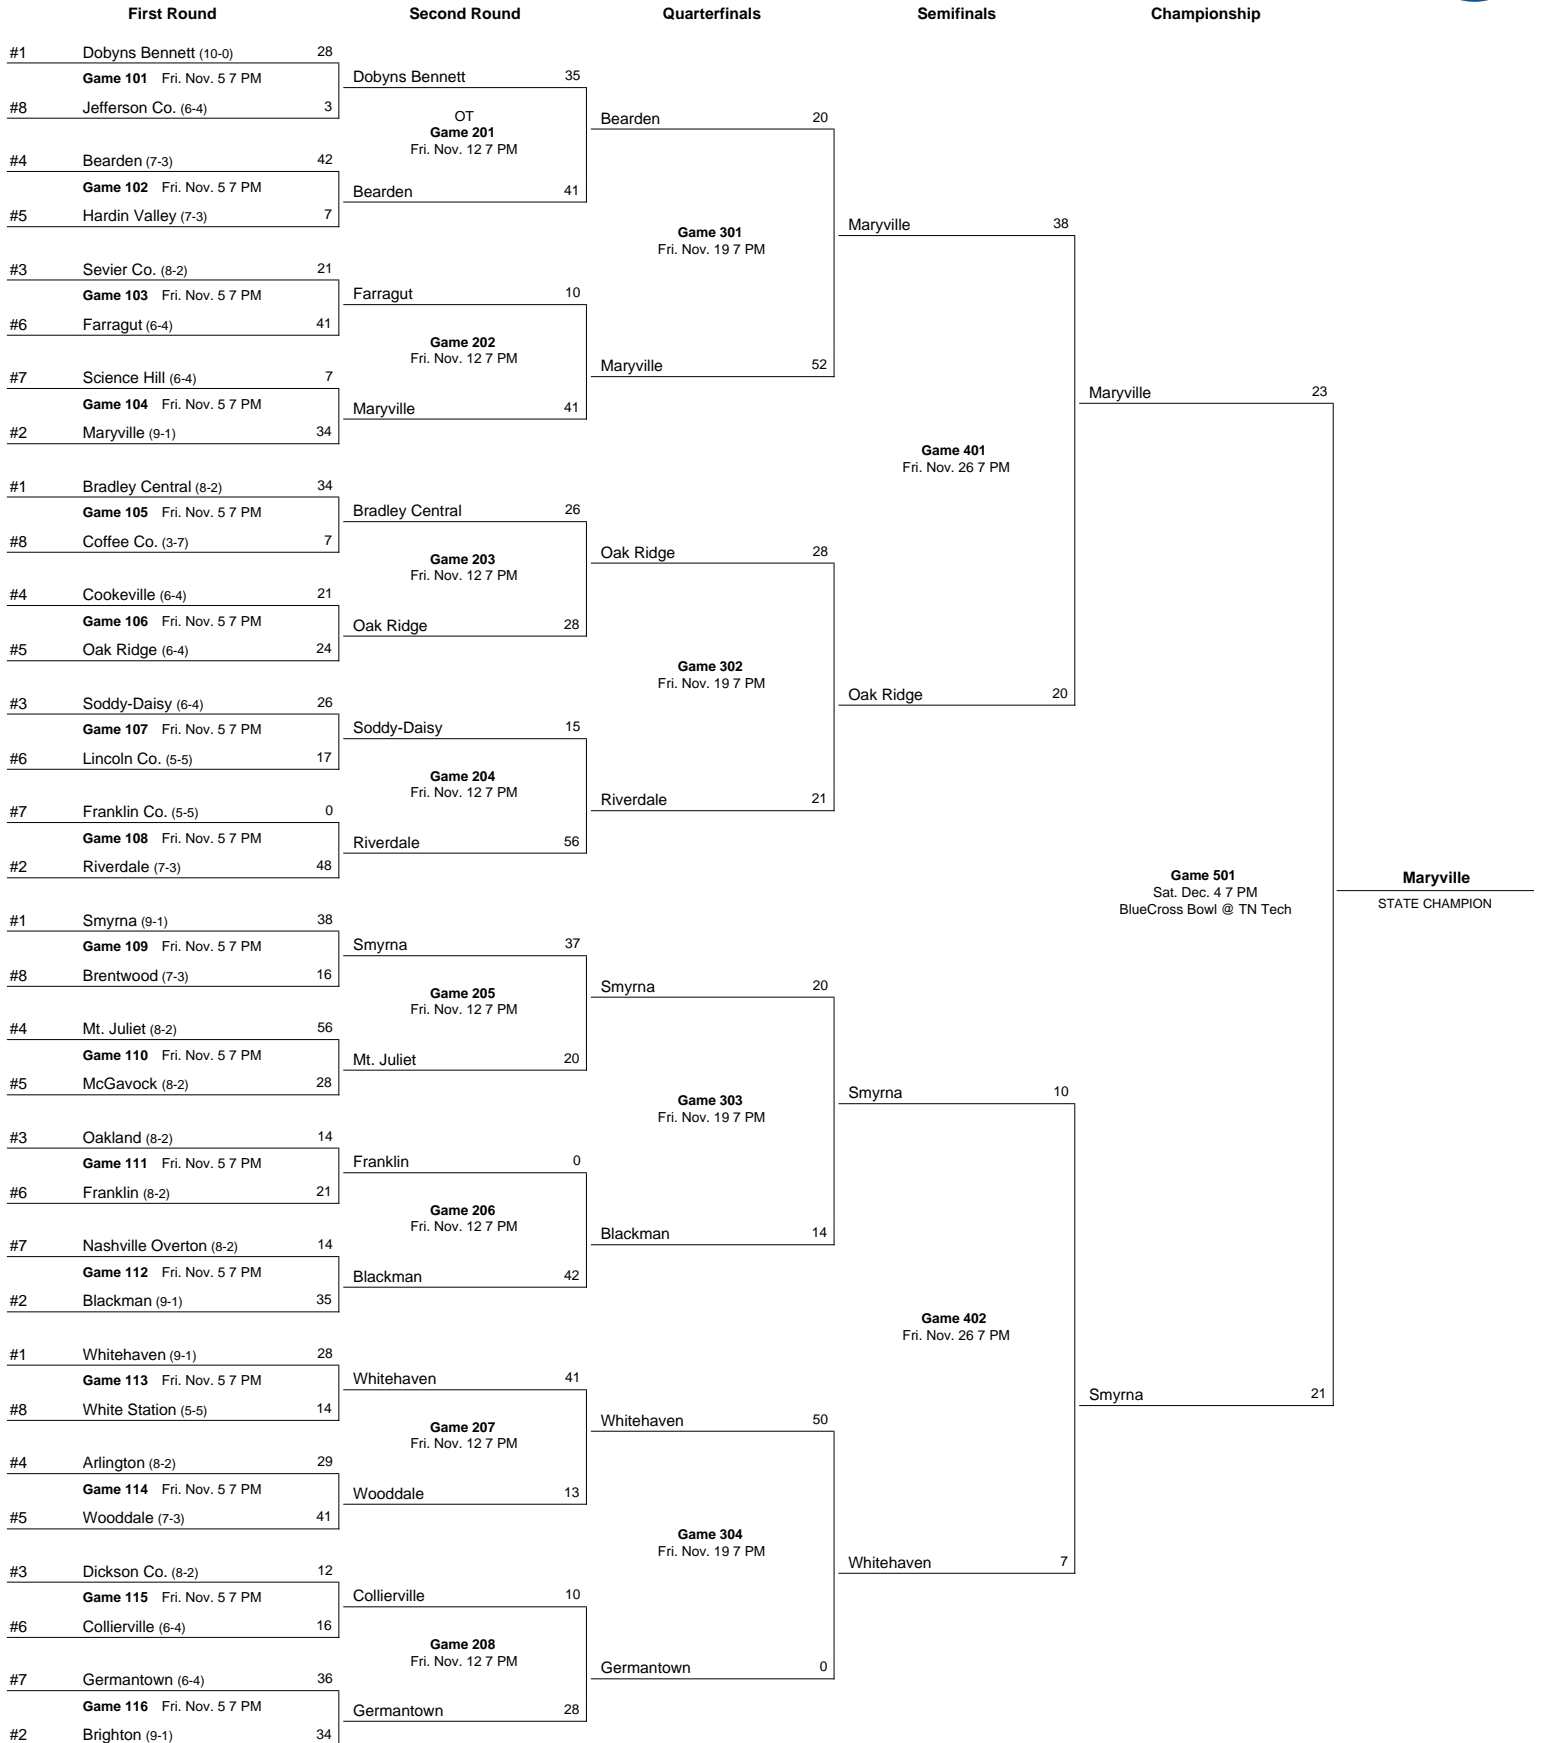 First Round Second Round Quarterfinals Semifinals Championship
#1 Dobyns Bennett (10-0) 28
Game 101 Fri. Nov. 5 7 PM
#8 Jefferson Co. (6-4) 3
#4 Bearden (7-3) 42
Game 102 Fri. Nov. 5 7 PM
#5 Hardin Valley (7-3) 7
#3 Sevier Co. (8-2) 21
Game 103 Fri. Nov. 5 7 PM
#6 Farragut (6-4) 41
#7 Science Hill (6-4) 7
Game 104 Fri. Nov. 5 7 PM
#2 Maryville (9-1) 34
#1 Bradley Central (8-2) 34
Game 105 Fri. Nov. 5 7 PM
#8 Coffee Co. (3-7) 7
#4 Cookeville (6-4) 21
Game 106 Fri. Nov. 5 7 PM
#5 Oak Ridge (6-4) 24
#3 Soddy-Daisy (6-4) 26
Game 107 Fri. Nov. 5 7 PM
#6 Lincoln Co. (5-5) 17
#7 Franklin Co. (5-5) 0
Game 108 Fri. Nov. 5 7 PM
#2 Riverdale (7-3) 48
#1 Smyrna (9-1) 38
Game 109 Fri. Nov. 5 7 PM
#8 Brentwood (7-3) 16
#4 Mt. Juliet (8-2) 56
Game 110 Fri. Nov. 5 7 PM
#5 McGavock (8-2) 28
#3 Oakland (8-2) 14
Game 111 Fri. Nov. 5 7 PM
#6 Franklin (8-2) 21
#7 Nashville Overton (8-2) 14
Game 112 Fri. Nov. 5 7 PM
#2 Blackman (9-1) 35
#1 Whitehaven (9-1) 28
Game 113 Fri. Nov. 5 7 PM
#8 White Station (5-5) 14
#4 Arlington (8-2) 29
Game 114 Fri. Nov. 5 7 PM
#5 Wooddale (7-3) 41
#3 Dickson Co. (8-2) 12
Game 115 Fri. Nov. 5 7 PM
#6 Collierville (6-4) 16
#7 Germantown (6-4) 36
Game 116 Fri. Nov. 5 7 PM
#2 Brighton (9-1) 34
Dobyns Bennett 35
OT
Game 201
Fri. Nov. 12 7 PM
Bearden 41
Farragut 10
Game 202
Fri. Nov. 12 7 PM
Maryville 41
Bradley Central 26
Game 203
Fri. Nov. 12 7 PM
Oak Ridge 28
Soddy-Daisy 15
Game 204
Fri. Nov. 12 7 PM
Riverdale 56
Smyrna 37
Game 205
Fri. Nov. 12 7 PM
Mt. Juliet 20
Franklin 0
Game 206
Fri. Nov. 12 7 PM
Blackman 42
Whitehaven 41
Game 207
Fri. Nov. 12 7 PM
Wooddale 13
Collierville 10
Game 208
Fri. Nov. 12 7 PM
Germantown 28
Bearden 20
Game 301
Fri. Nov. 19 7 PM
Maryville 52
Oak Ridge 28
Game 302
Fri. Nov. 19 7 PM
Riverdale 21
Smyrna 20
Game 303
Fri. Nov. 19 7 PM
Blackman 14
Whitehaven 50
Game 304
Fri. Nov. 19 7 PM
Germantown 0
Maryville 38
Game 401
Fri. Nov. 26 7 PM
Oak Ridge 20
Smyrna 10
Game 402
Fri. Nov. 26 7 PM
Whitehaven 7
Maryville 23
Game 501
Sat. Dec. 4 7 PM
BlueCross Bowl @ TN Tech
Smyrna 21
Maryville
STATE CHAMPION